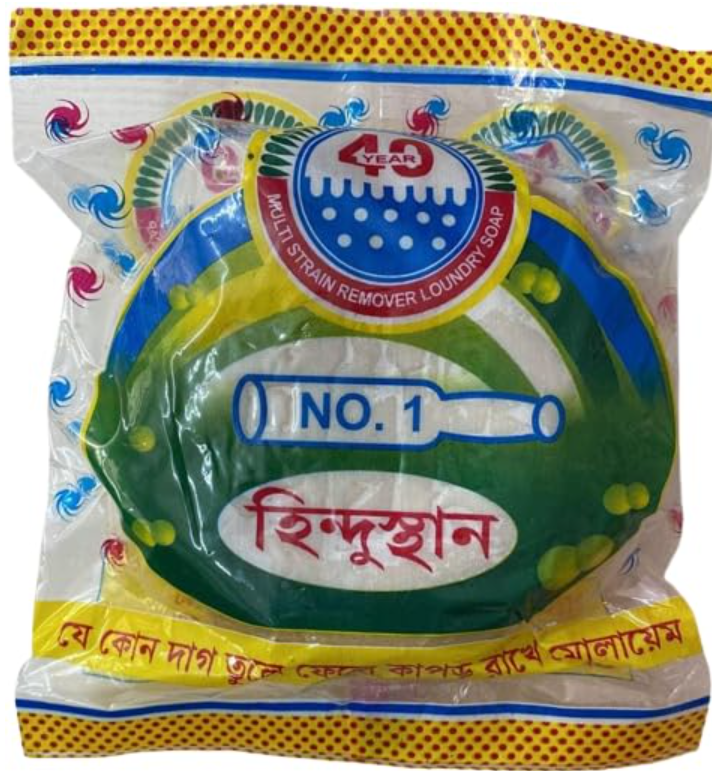 40
YEAR
MULTI STRAIN REMOVER LOUNDRY SOAP
NO. 1
হিন্দুস্থান
যে কোন দাগ তুলে ফেলে কাপড় রাখে মোলায়েম